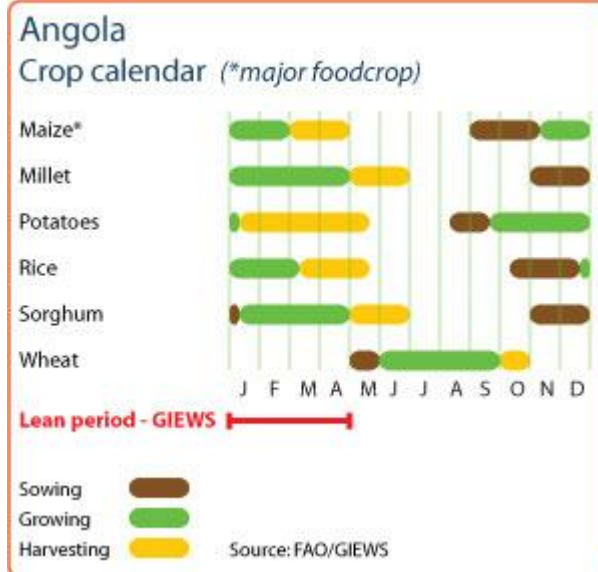 Angola
Crop calendar (*major foodcrop)
Maize*
Millet
Potatoes
Rice
Sorghum
Wheat
J F M A M J J A S O N D
Lean period - GIEWS
Sowing
Growing
Harvesting
Source: FAO/GIEWS